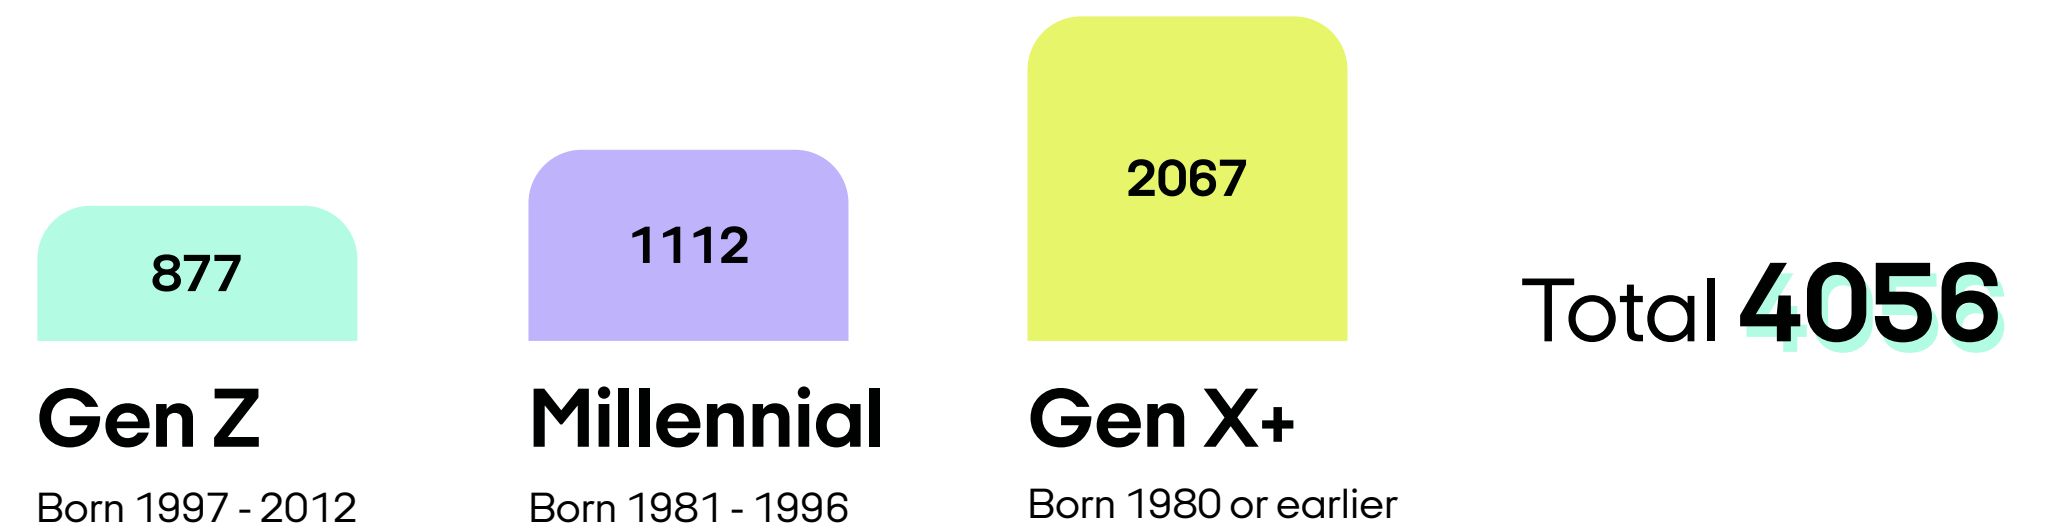 877
Gen Z
Born 1997 - 2012
1112
Millennial
Born 1981 - 1996
2067
Gen X+
Born 1980 or earlier
Total 4056